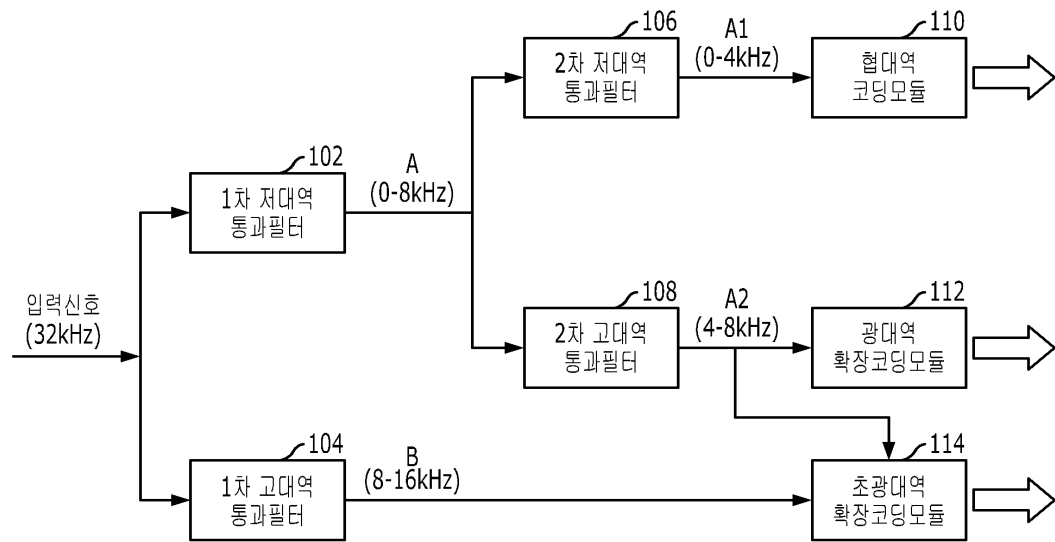 106
2차 저대역
통과필터
A1
(0-4kHz)
110
협대역
코딩모듈
102
1차 저대역
통과필터
A
(0-8kHz)
입력신호
(32kHz)
108
2차 고대역
통과필터
A2
(4-8kHz)
112
광대역
확장코딩모듈
104
1차 고대역
통과필터
B
(8-16kHz)
114
초광대역
확장코딩모듈